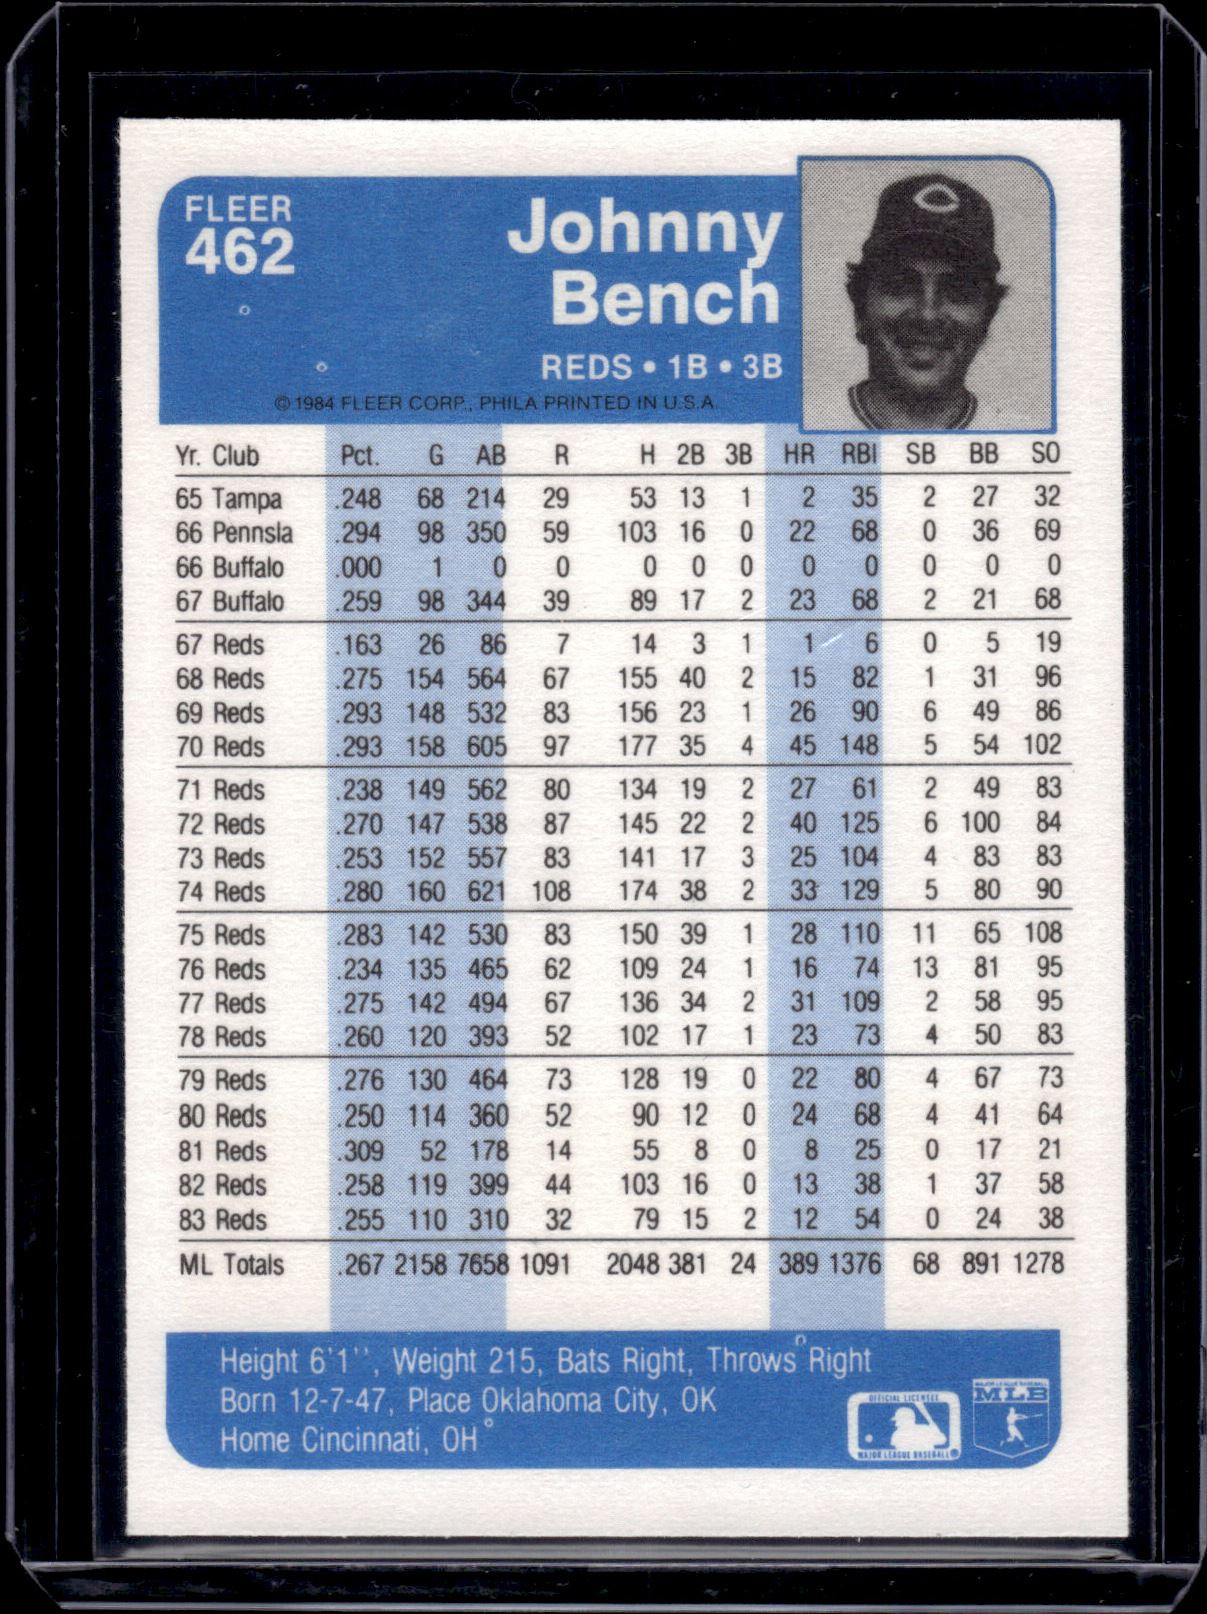 FLEER
462
Johnny
Bench
REDS • 1B • 3B
© 1984 FLEER CORP., PHILA PRINTED IN U.S.A.
Yr. Club Pct. G AB R H 2B 3B HR RBI SB BB SO
65 Tampa .248 68 214 29 53 13 1 2 35 2 27 32
66 Pennsla .294 98 350 59 103 16 0 22 68 0 36 69
66 Buffalo .000 1 0 0 0 0 0 0 0 0 0 0
67 Buffalo .259 98 344 39 89 17 2 23 68 2 21 68
67 Reds .163 26 86 7 14 3 1 1 6 0 5 19
68 Reds .275 154 564 67 155 40 2 15 82 1 31 96
69 Reds .293 148 532 83 156 23 1 26 90 6 49 86
70 Reds .293 158 605 97 177 35 4 45 148 5 54 102
71 Reds .238 149 562 80 134 19 2 27 61 2 49 83
72 Reds .270 147 538 87 145 22 2 40 125 6 100 84
73 Reds .253 152 557 83 141 17 3 25 104 4 83 83
74 Reds .280 160 621 108 174 38 2 33 129 5 80 90
75 Reds .283 142 530 83 150 39 1 28 110 11 65 108
76 Reds .234 135 465 62 109 24 1 16 74 13 81 95
77 Reds .275 142 494 67 136 34 2 31 109 2 58 95
78 Reds .260 120 393 52 102 17 1 23 73 4 50 83
79 Reds .276 130 464 73 128 19 0 22 80 4 67 73
80 Reds .250 114 360 52 90 12 0 24 68 4 41 64
81 Reds .309 52 178 14 55 8 0 8 25 0 17 21
82 Reds .258 119 399 44 103 16 0 13 38 1 37 58
83 Reds .255 110 310 32 79 15 2 12 54 0 24 38
ML Totals .267 2158 7658 1091 2048 381 24 389 1376 68 891 1278
Height 6'1'', Weight 215, Bats Right, Throws Right
Born 12-7-47, Place Oklahoma City, OK
Home Cincinnati, OH
OFFICIAL LICENSEE
MAJOR LEAGUE BASEBALL®
MAJOR LEAGUE BASEBALL
MLB